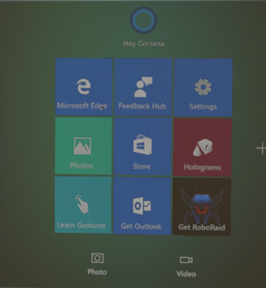 Hey Cortana
Microsoft Edge
Feedback Hub
Settings
Photos
Store
Holograms
Learn Gestures
Get Outlook
Get RoboRaid
Photo
Video